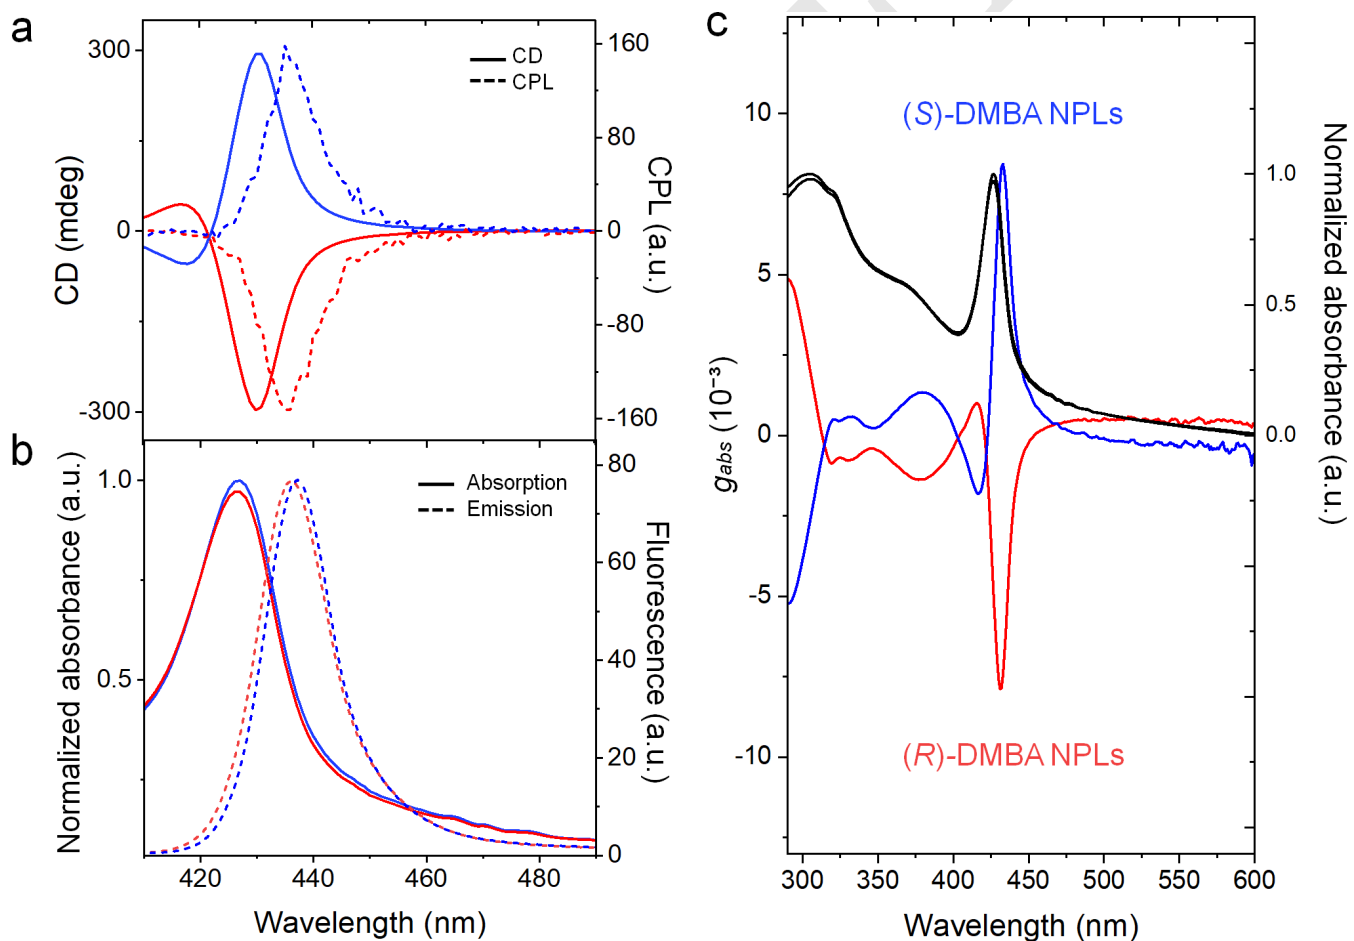 a
300
0
-300
CD (mdeg)
CD
CPL
160
80
0
-80
-160
CPL (a.u.)
b
1.0
0.5
Normalized absorbance (a.u.)
Absorption
Emission
80
60
40
20
0
Fluorescence (a.u.)
420
440
460
480
Wavelength (nm)
c
10
5
0
-5
-10
gabs (10⁻³)
(S)-DMBA NPLs
(R)-DMBA NPLs
1.0
0.5
0.0
Normalized absorbance (a.u.)
300
350
400
450
500
550
600
Wavelength (nm)